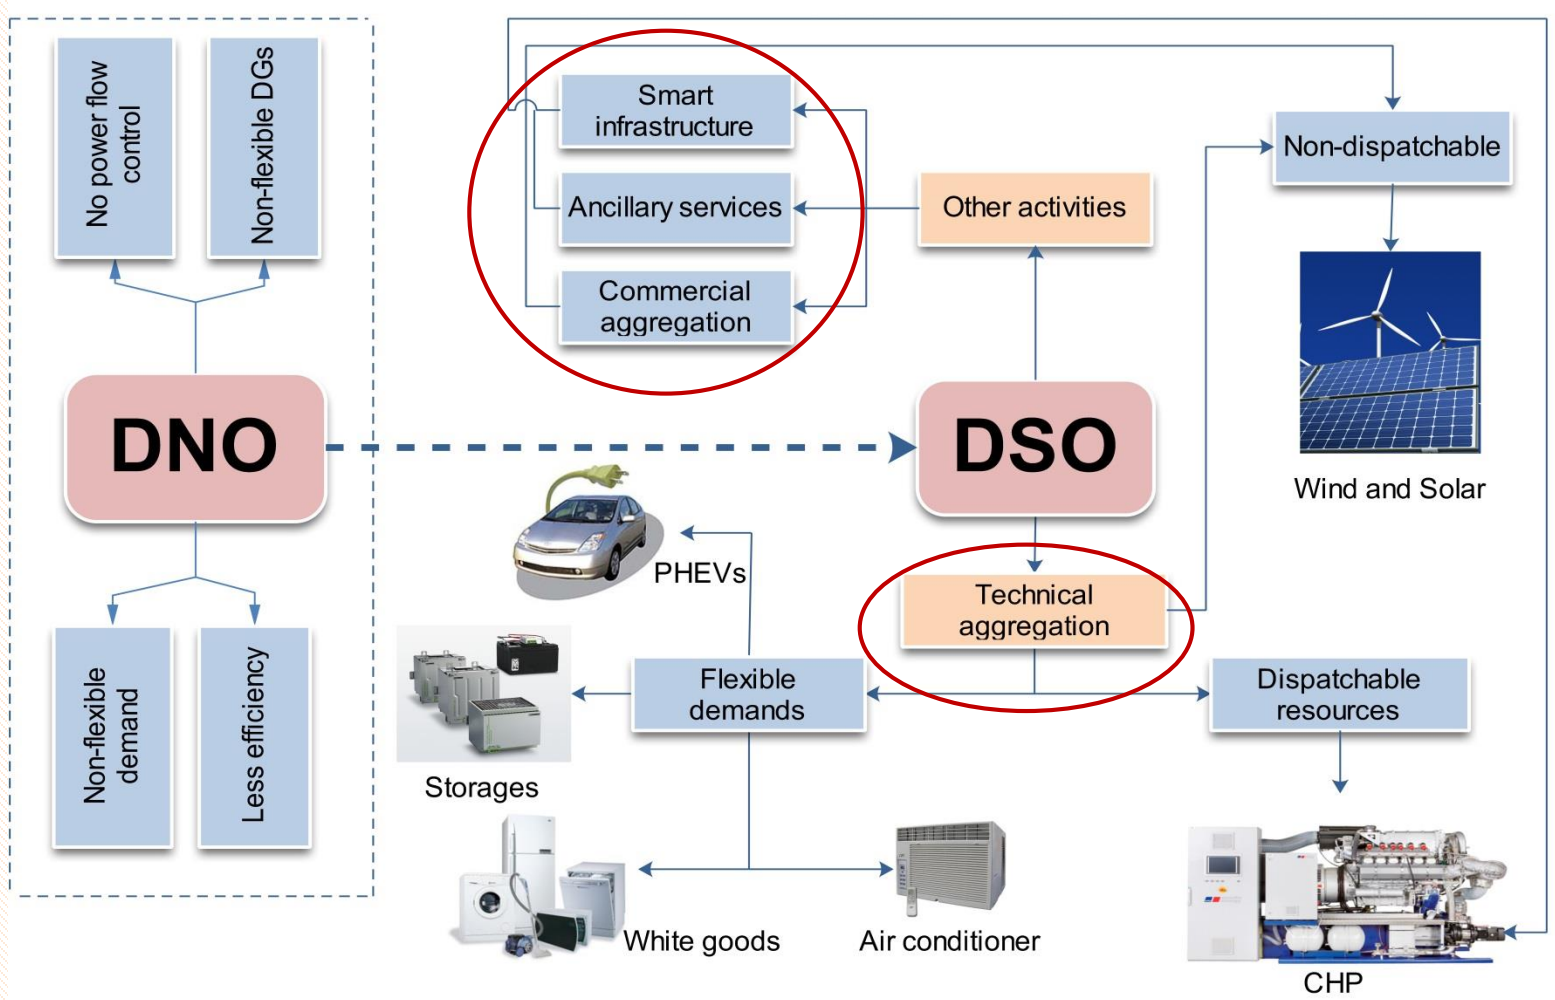 No power flow
control
Non-flexible DGs
DNO
Non-flexible
demand
Less efficiency
Smart
infrastructure
Ancillary services
Commercial
aggregation
Other activities
Non-dispatchable
Wind and Solar
DSO
PHEVs
Technical
aggregation
Storages
Flexible
demands
Dispatchable
resources
White goods
Air conditioner
CHP